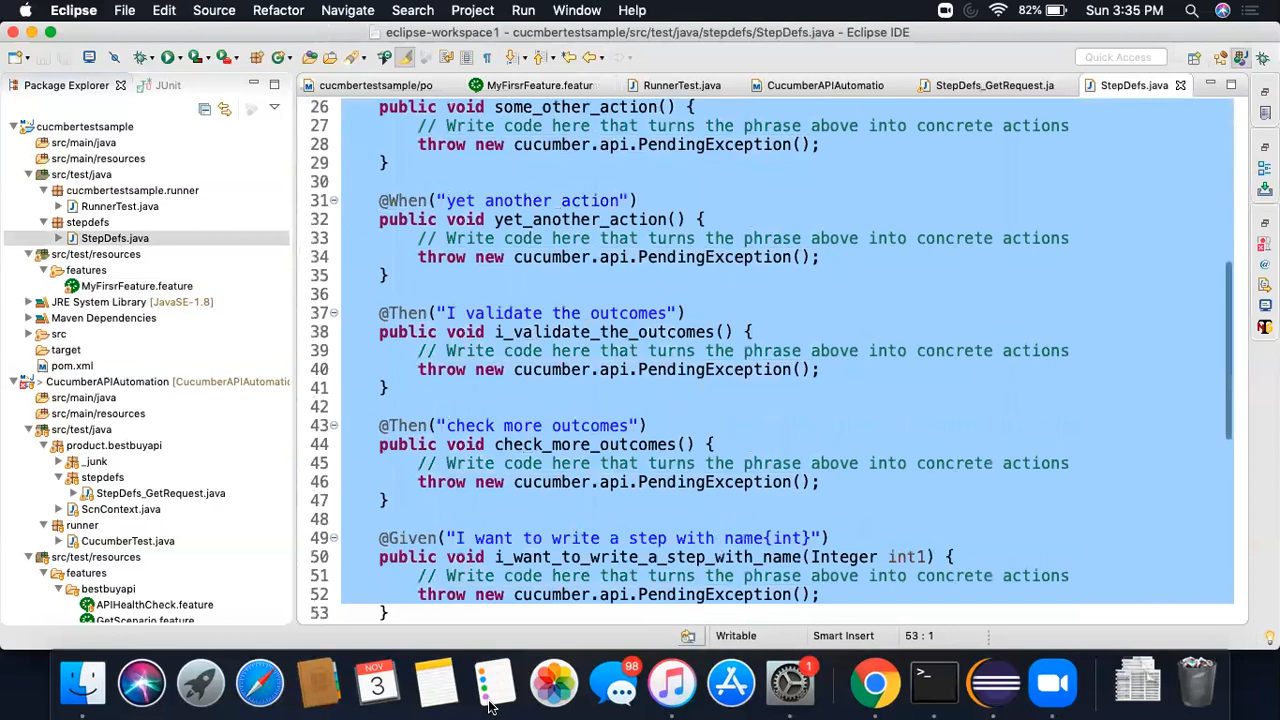 Eclipse File Edit Source Refactor Navigate Search Project Run Window Help 82% Sun 3:35 PM
eclipse-workspace1 - cucmbertestsample/src/test/java/stepdefs/StepDefs.java - Eclipse IDE
Quick Access
Package Explorer JUnit
cucmbertestsample/po MyFirsrFeature.featur RunnerTest.java CucumberAPIAutomatio StepDefs_GetRequest.ja StepDefs.java
cucmbertestsample
src/main/java
src/main/resources
src/test/java
cucmbertestsample.runner
RunnerTest.java
stepdefs
StepDefs.java
src/test/resources
features
MyFirsrFeature.feature
JRE System Library [JavaSE-1.8]
Maven Dependencies
src
target
pom.xml
> CucumberAPIAutomation [CucumberAPIAutomatic
src/main/java
src/main/resources
src/test/java
product.bestbuyapi
_junk
stepdefs
StepDefs_GetRequest.java
ScnContext.java
runner
CucumberTest.java
src/test/resources
features
bestbuyapi
APIHealthCheck.feature
GetScenario.feature
26 public void some_other_action() {
27 // Write code here that turns the phrase above into concrete actions
28 throw new cucumber.api.PendingException();
29 }
30
31 @When("yet another action")
32 public void yet_another_action() {
33 // Write code here that turns the phrase above into concrete actions
34 throw new cucumber.api.PendingException();
35 }
36
37 @Then("I validate the outcomes")
38 public void i_validate_the_outcomes() {
39 // Write code here that turns the phrase above into concrete actions
40 throw new cucumber.api.PendingException();
41 }
42
43 @Then("check more outcomes")
44 public void check_more_outcomes() {
45 // Write code here that turns the phrase above into concrete actions
46 throw new cucumber.api.PendingException();
47 }
48
49 @Given("I want to write a step with name{int}")
50 public void i_want_to_write_a_step_with_name(Integer int1) {
51 // Write code here that turns the phrase above into concrete actions
52 throw new cucumber.api.PendingException();
53 }
Writable Smart Insert 53 : 1
NOV
3
98
1